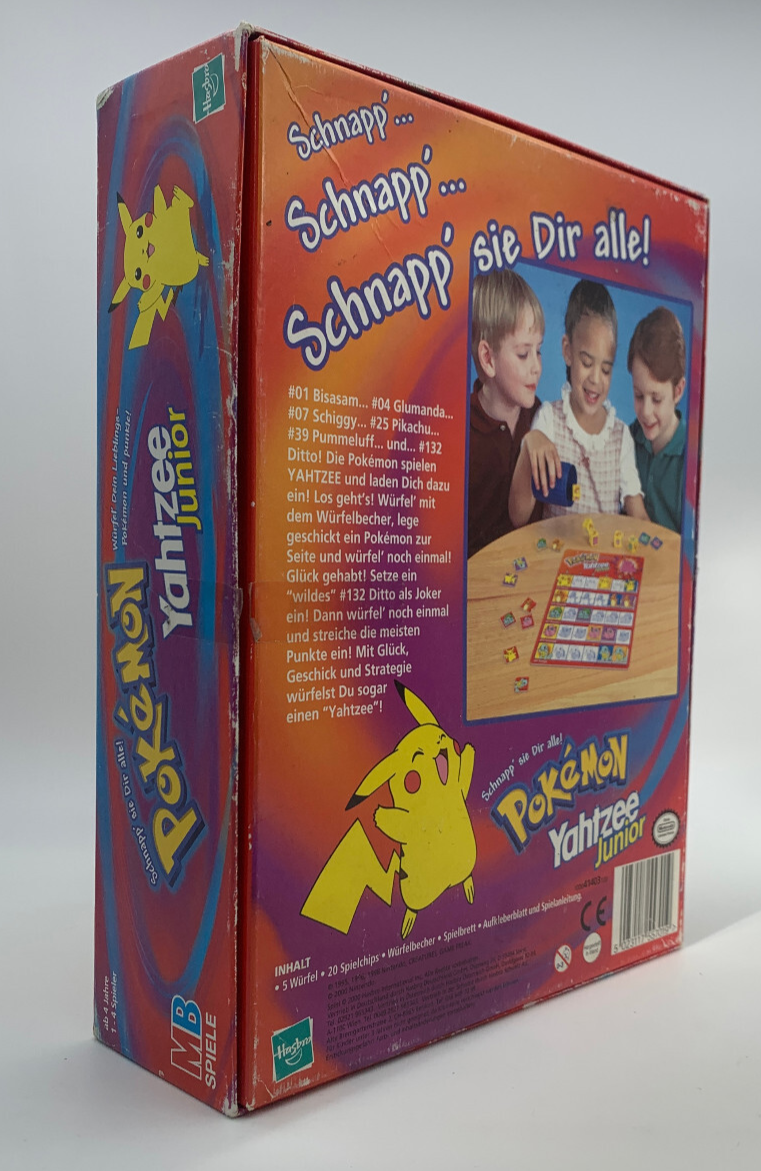 Hasbro
Würfel' Dein Lieblings-
Pokémon und punkte!
Schnapp' sie Dir alle!
POKéMON
Yahtzee
Junior
ab 4 Jahre
1 - 4 Spieler
MB
SPIELE
Schnapp'...
Schnapp'...
Schnapp' sie Dir alle!
#01 Bisasam... #04 Glumanda...
#07 Schiggy... #25 Pikachu...
#39 Pummeluff... und... #132
Ditto! Die Pokémon spielen
YAHTZEE und laden Dich dazu
ein! Los geht's! Würfel' mit
dem Würfelbecher, lege
geschickt ein Pokémon zur
Seite und würfel' noch einmal!
Glück gehabt! Setze ein
"wildes" #132 Ditto als Joker
ein! Dann würfel' noch einmal
und streiche die meisten
Punkte ein! Mit Glück,
Geschick und Strategie
würfelst Du sogar
einen "Yahtzee"!
Schnapp' sie Dir alle!
POKéMON
Yahtzee
Junior
INHALT
• 5 Würfel • 20 Spielchips • Würfelbecher • Spielbrett • Aufkleberblatt und Spielanleitung.
CE
Hasbro